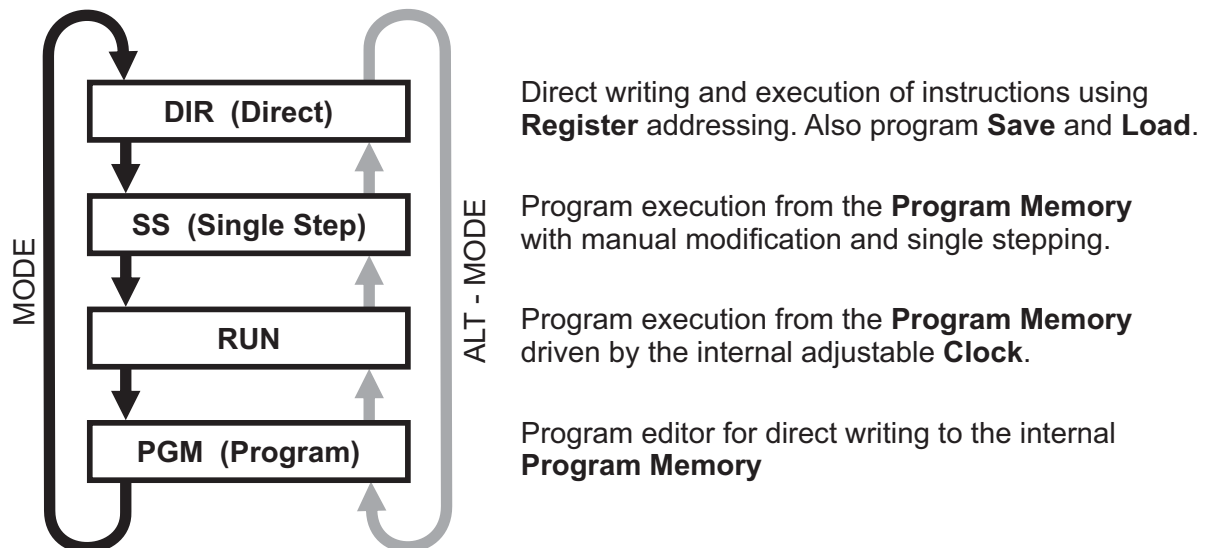 DIR (Direct)
Direct writing and execution of instructions using
Register addressing. Also program Save and Load.
SS (Single Step)
Program execution from the Program Memory
with manual modification and single stepping.
MODE
ALT - MODE
RUN
Program execution from the Program Memory
driven by the internal adjustable Clock.
PGM (Program)
Program editor for direct writing to the internal
Program Memory